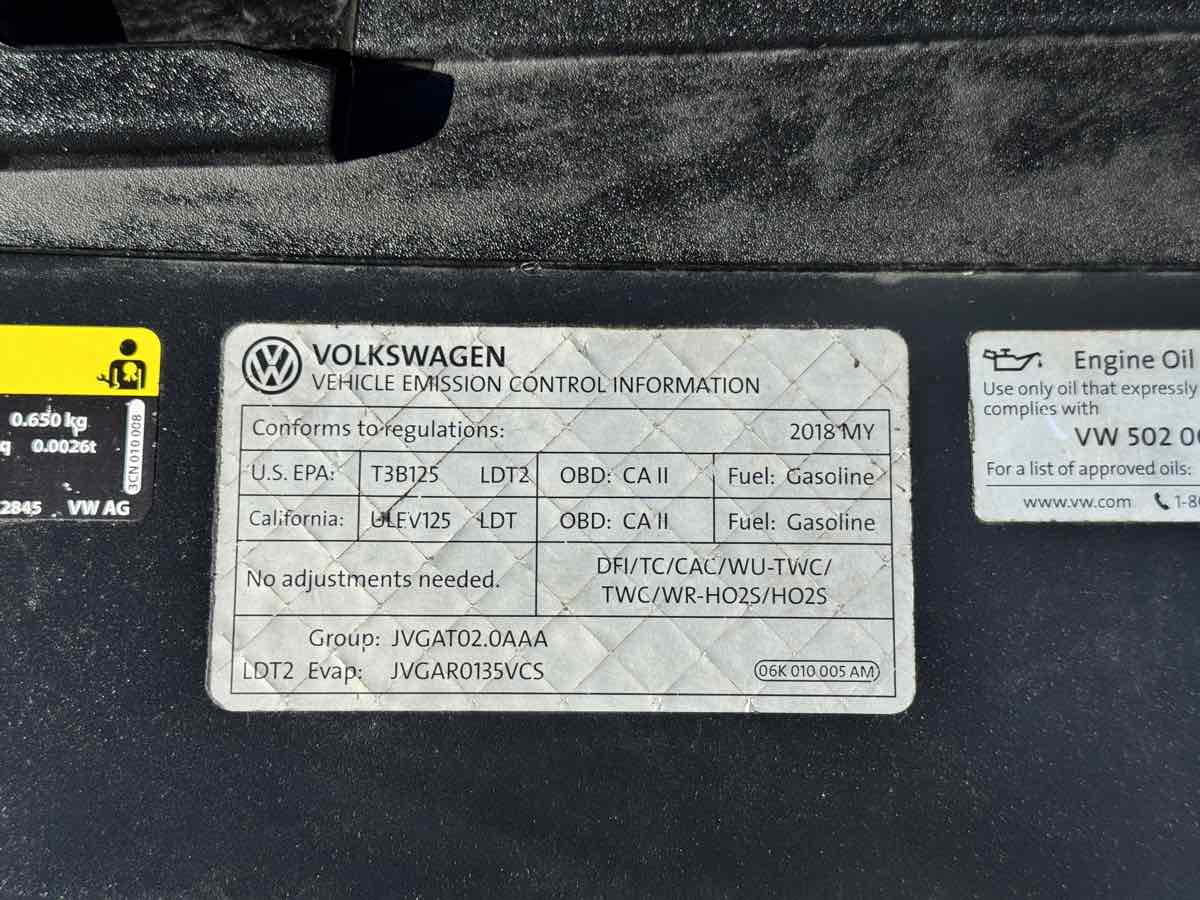 0.650 kg
q 0.0026t
3CN 010 008
2845 VW AG
VOLKSWAGEN
VEHICLE EMISSION CONTROL INFORMATION
Conforms to regulations: 2018 MY
U.S. EPA: T3B125 LDT2 OBD: CA II Fuel: Gasoline
California: ULEV125 LDT OBD: CA II Fuel: Gasoline
No adjustments needed.
DFI/TC/CAC/WU-TWC/
TWC/WR-HO2S/HO2S
Group: JVGAT02.0AAA
LDT2 Evap: JVGAR0135VCS
06K 010 005 AM
Engine Oil
Use only oil that expressly
complies with
VW 502
For a list of approved oils:
www.vw.com 1-8